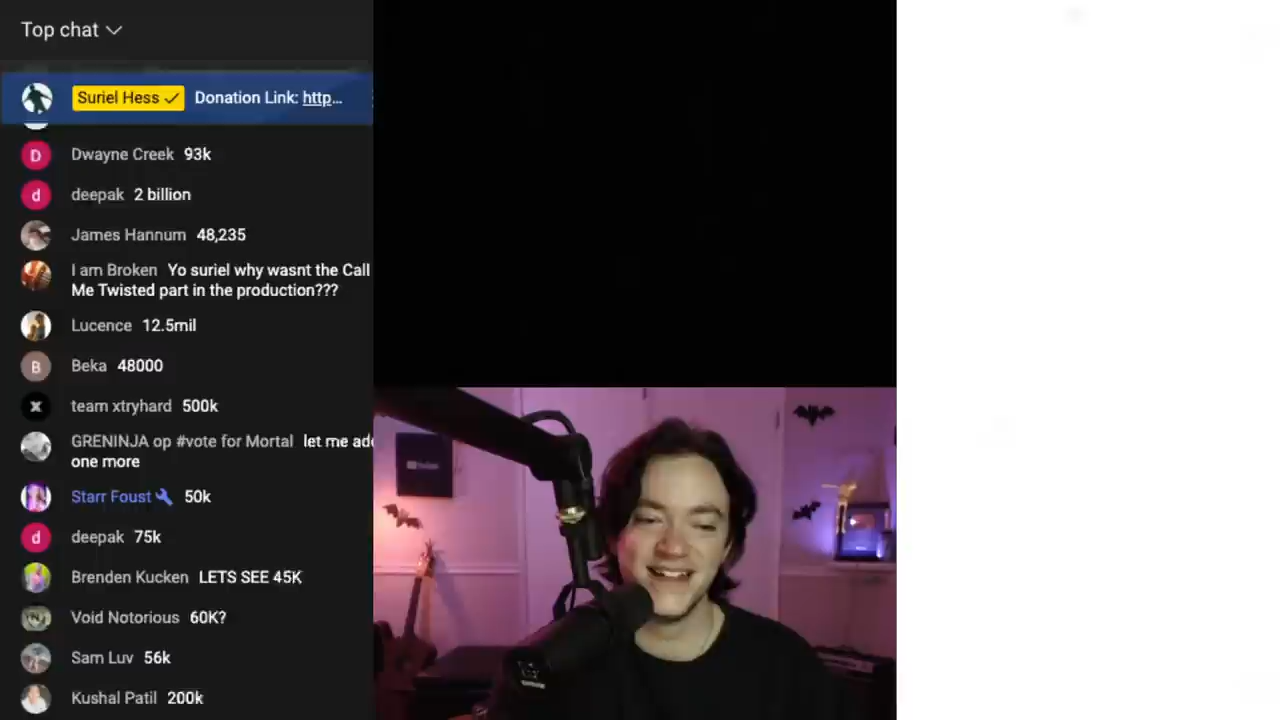 Top chat
Suriel Hess Donation Link: http...
D Dwayne Creek 93k
d deepak 2 billion
James Hannum 48,235
I am Broken Yo suriel why wasnt the Call
Me Twisted part in the production???
Lucence 12.5mil
B Beka 48000
X team xtryhard 500k
GRENINJA op #vote for Mortal let me add
one more
Starr Foust 50k
d deepak 75k
Brenden Kucken LETS SEE 45K
Void Notorious 60K?
Sam Luv 56k
Kushal Patil 200k